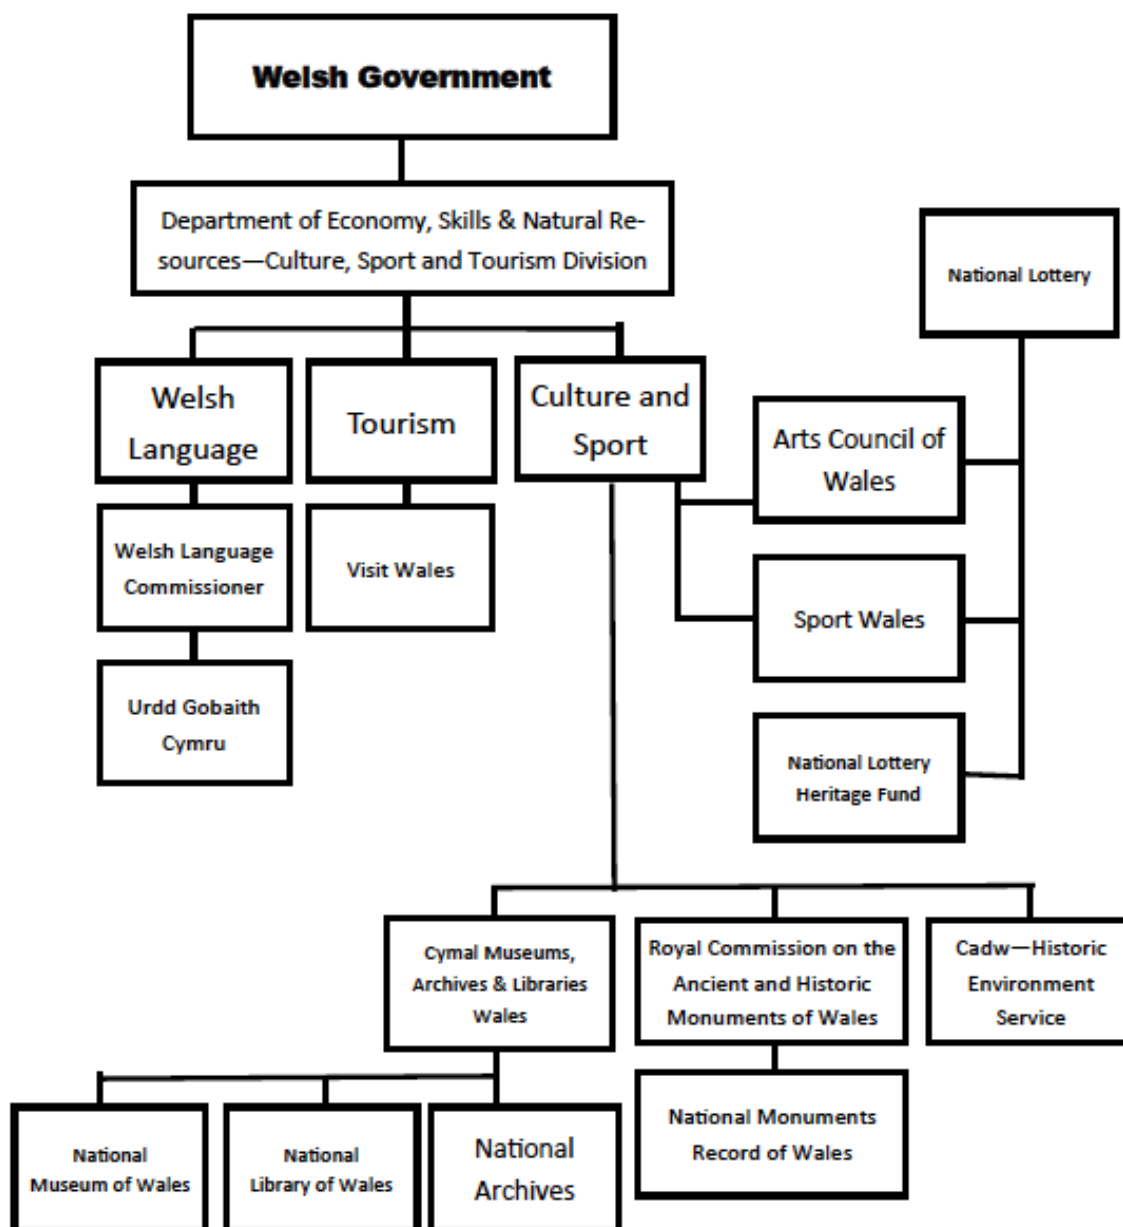 Welsh Government
Department of Economy, Skills & Natural Re-
sources—Culture, Sport and Tourism Division
National Lottery
Welsh
Language
Tourism
Culture and
Sport
Arts Council of
Wales
Welsh Language
Commissioner
Visit Wales
Sport Wales
Urdd Gobaith
Cymru
National Lottery
Heritage Fund
Cymal Museums,
Archives & Libraries
Wales
Royal Commission on the
Ancient and Historic
Monuments of Wales
Cadw—Historic
Environment
Service
National
Museum of Wales
National
Library of Wales
National
Archives
National Monuments
Record of Wales